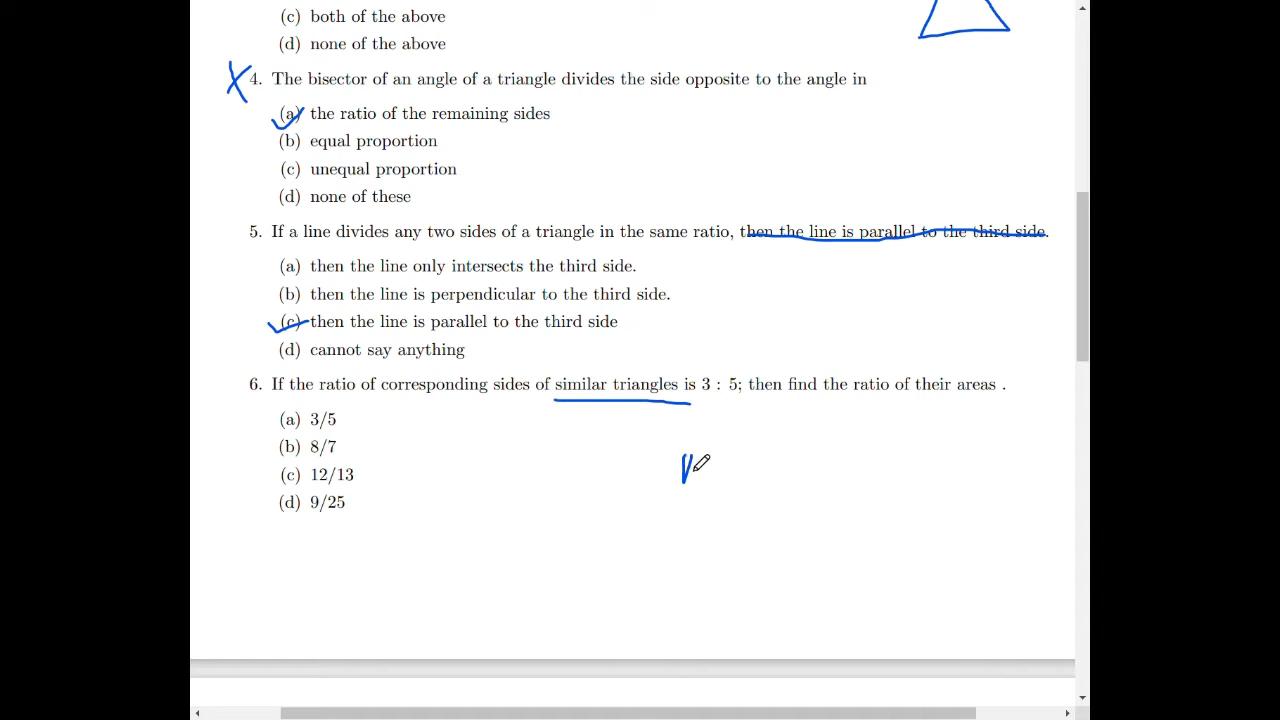 (c) both of the above
(d) none of the above
4. The bisector of an angle of a triangle divides the side opposite to the angle in
(a) the ratio of the remaining sides
(b) equal proportion
(c) unequal proportion
(d) none of these
5. If a line divides any two sides of a triangle in the same ratio, then the line is parallel to the third side.
(a) then the line only intersects the third side.
(b) then the line is perpendicular to the third side.
(c) then the line is parallel to the third side
(d) cannot say anything
6. If the ratio of corresponding sides of similar triangles is 3 : 5; then find the ratio of their areas .
(a) 3/5
(b) 8/7
(c) 12/13
(d) 9/25